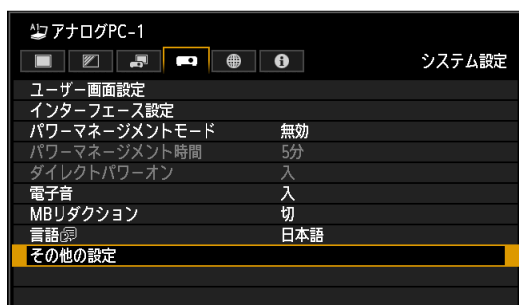 アナログPC-1
システム設定
ユーザー画面設定
インターフェース設定
パワーマネージメントモード 無効
パワーマネージメント時間 5分
ダイレクトパワーオン 入
電子音 入
MBリダクション 切
言語 日本語
その他の設定